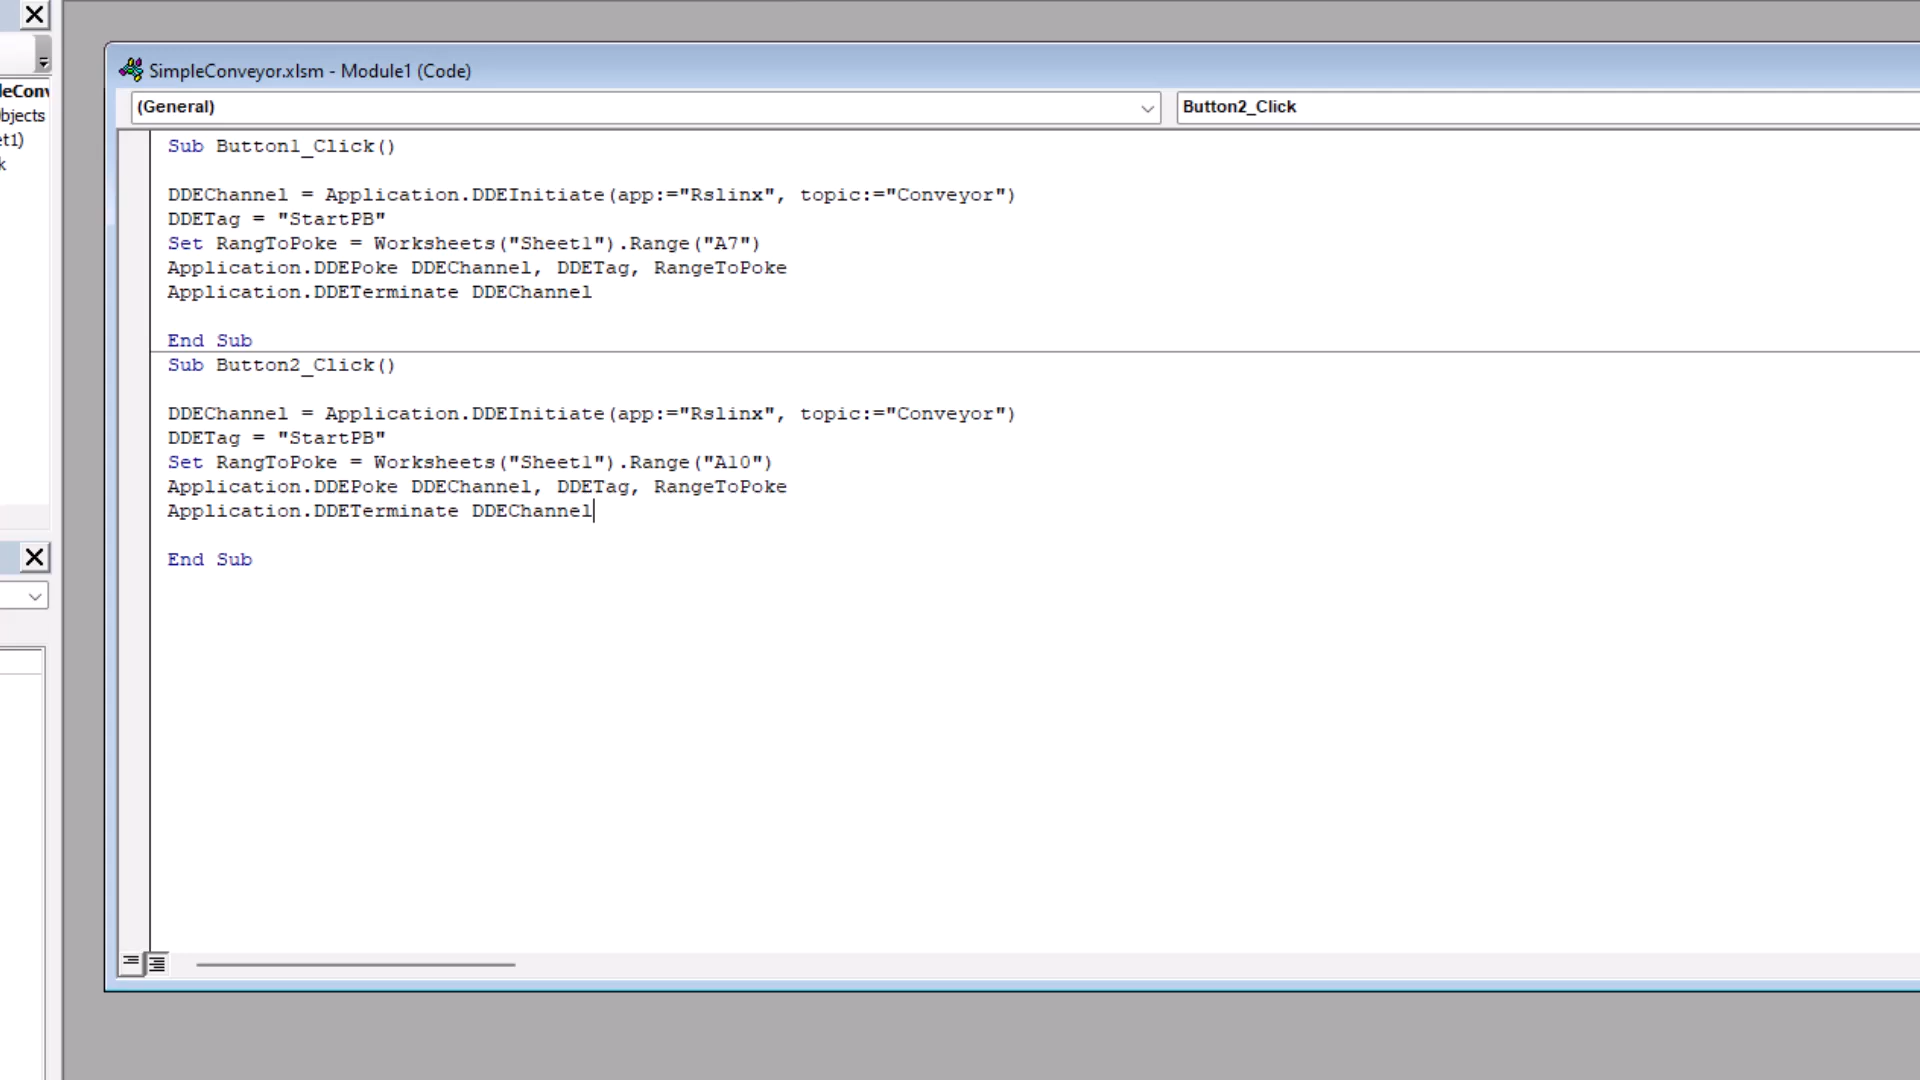 leConv
bjects
et1)
k
SimpleConveyor.xlsm - Module1 (Code)
(General)
Button2_Click
Sub Button1_Click()
DDEChannel = Application.DDEInitiate(app:="Rslinx", topic:="Conveyor")
DDETag = "StartPB"
Set RangToPoke = Worksheets("Sheet1").Range("A7")
Application.DDEPoke DDEChannel, DDETag, RangeToPoke
Application.DDETerminate DDEChannel
End Sub
Sub Button2_Click()
DDEChannel = Application.DDEInitiate(app:="Rslinx", topic:="Conveyor")
DDETag = "StartPB"
Set RangToPoke = Worksheets("Sheet1").Range("A10")
Application.DDEPoke DDEChannel, DDETag, RangeToPoke
Application.DDETerminate DDEChannel
End Sub